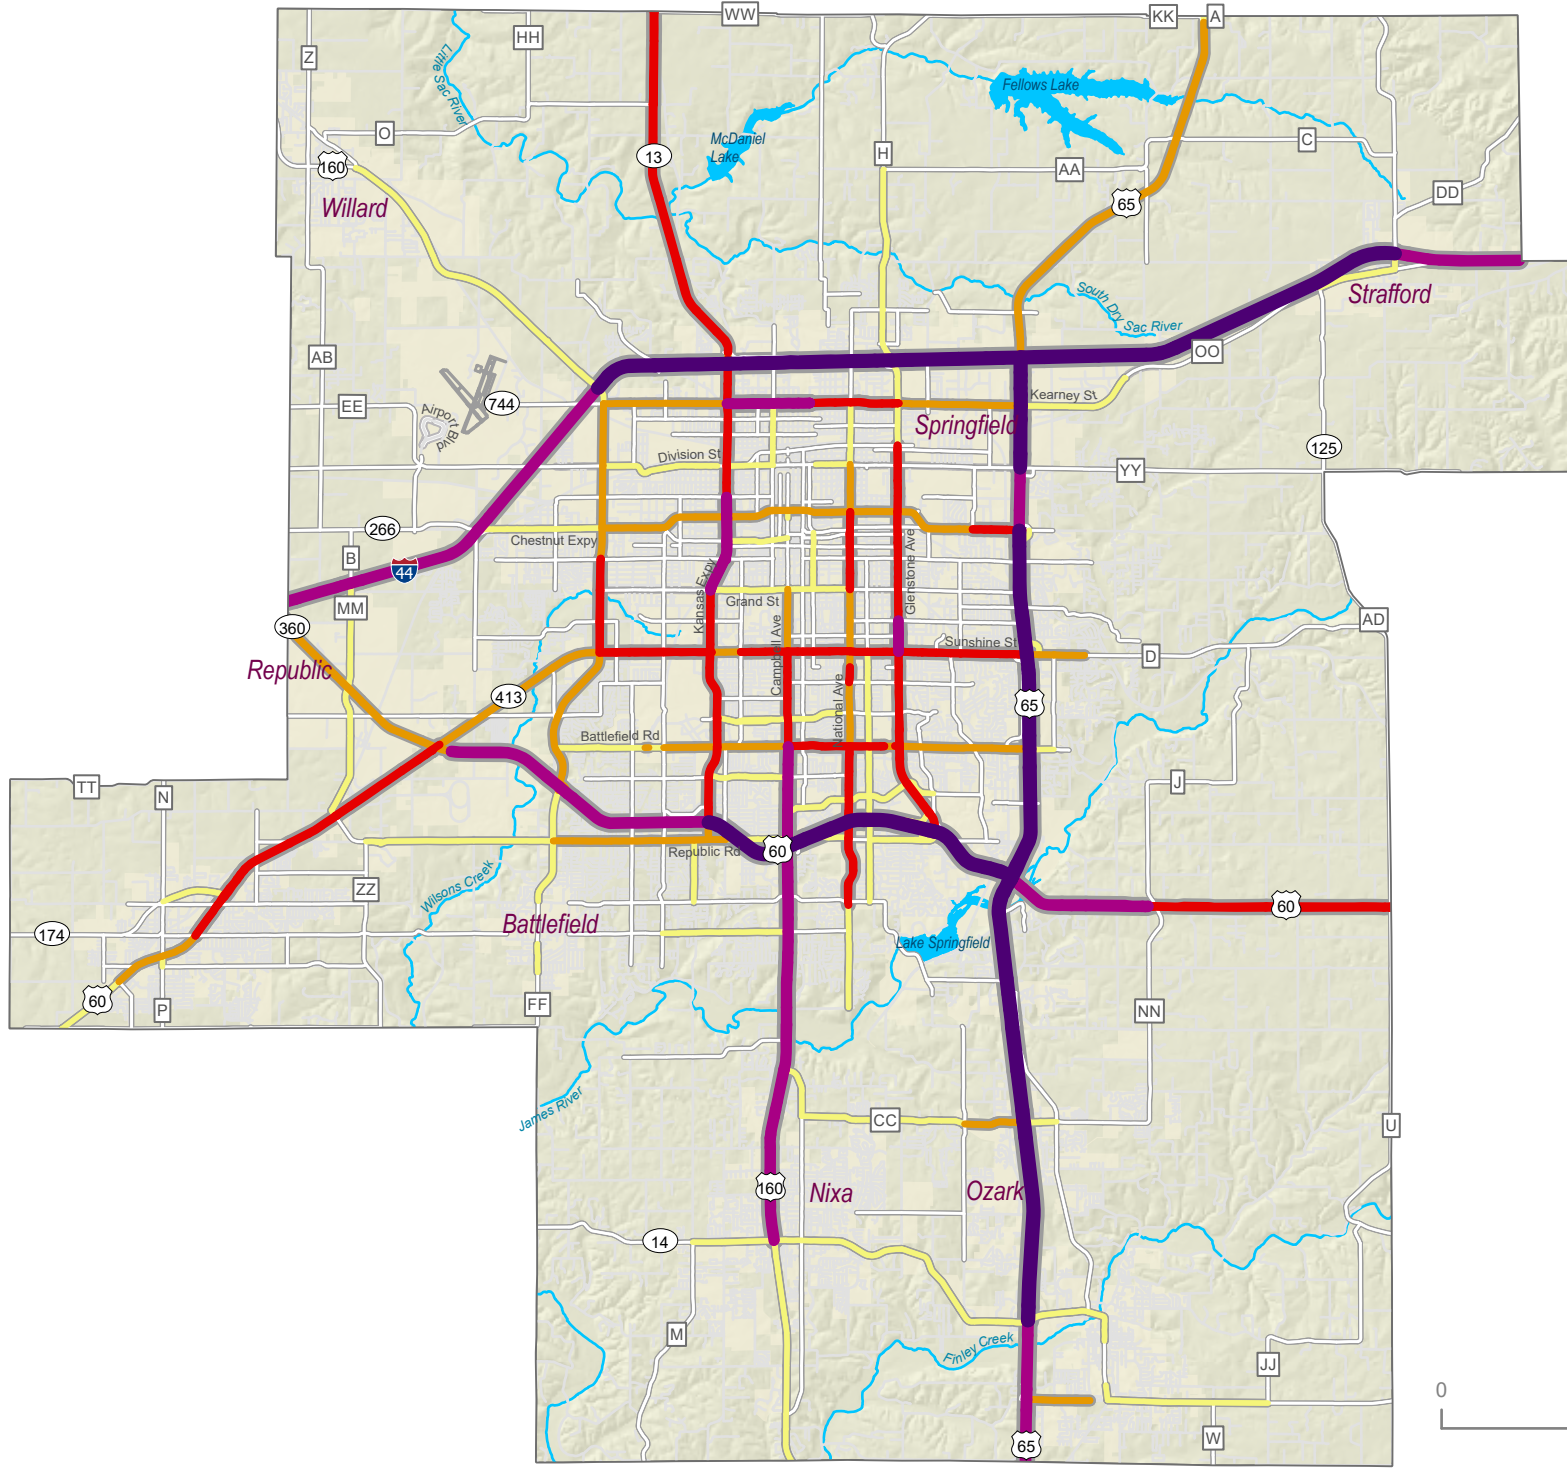 WW
KK
A
HH
Z
Little
Sac River
Fellows Lake
O
McDaniel
Lake
13
H
C
160
AA
DD
Willard
65
South Dry Sac River
Strafford
AB
OO
744
EE
Airport
Blvd
Kearney St
Springfield
125
Division St
YY
266
Chestnut Expy
B
44
Glenstone Ave
Kansas Expy
MM
Grand St
360
AD
Campbell Ave
Sunshine St
D
Republic
413
National Ave
65
Battlefield Rd
TT
N
J
60
Republic Rd
ZZ
Wilsons Creek
60
Battlefield
174
Lake Springfield
60
FF
P
NN
James River
CC
U
160
Nixa
Ozark
14
M
Finley Creek
JJ
0
W
65